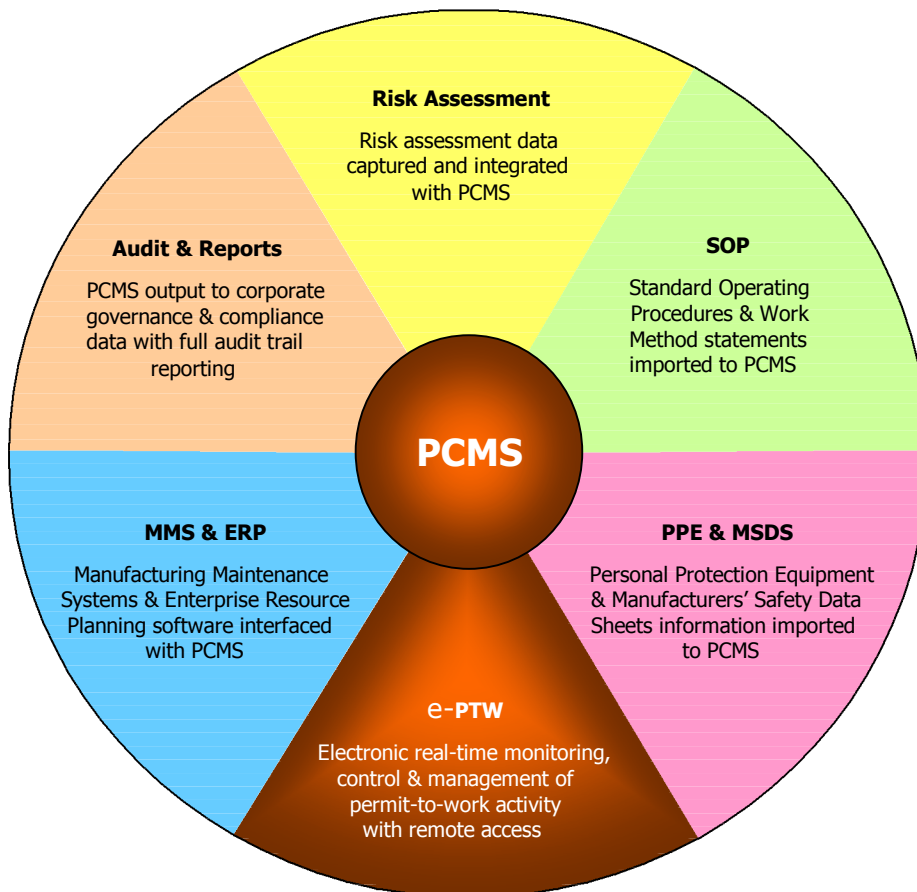 Risk Assessment
Risk assessment data
captured and integrated
with PCMS
SOP
Standard Operating
Procedures & Work
Method statements
imported to PCMS
PPE & MSDS
Personal Protection Equipment
& Manufacturers’ Safety Data
Sheets information imported
to PCMS
e-PTW
Electronic real-time monitoring,
control & management of
permit-to-work activity
with remote access
MMS & ERP
Manufacturing Maintenance
Systems & Enterprise Resource
Planning software interfaced
with PCMS
Audit & Reports
PCMS output to corporate
governance & compliance
data with full audit trail
reporting
PCMS